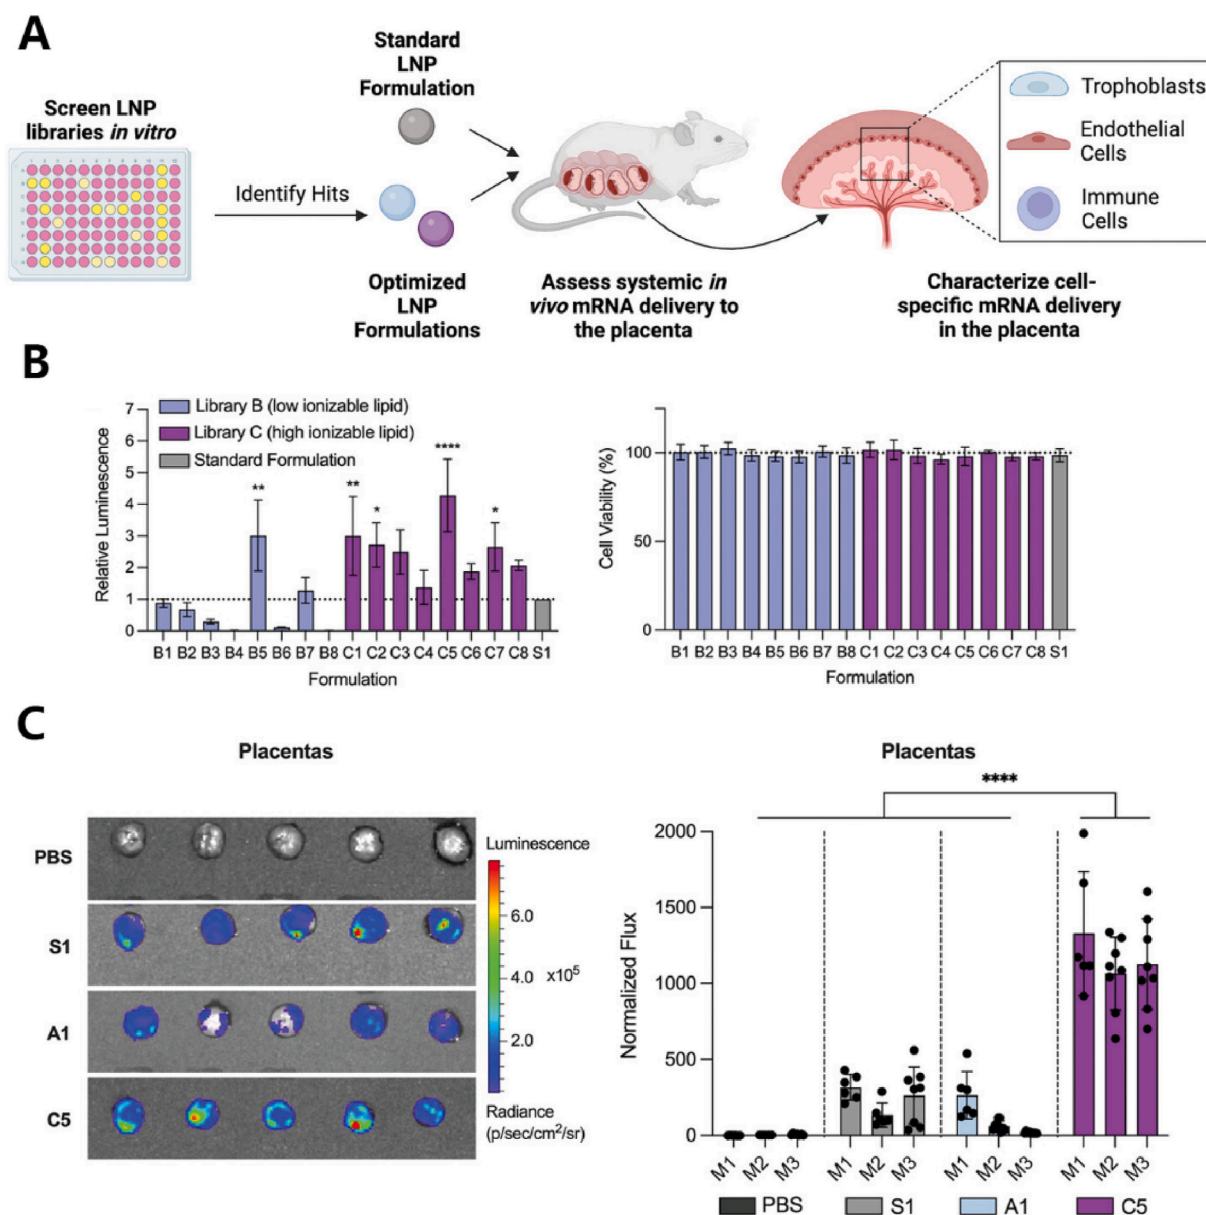 A
Screen LNP
libraries in vitro
Identify Hits
Standard
LNP
Formulation
Optimized
LNP
Formulations
Assess systemic in
vivo mRNA delivery to
the placenta
Characterize cell-
specific mRNA delivery
in the placenta
Trophoblasts
Endothelial
Cells
Immune
Cells
B
Relative Luminescence
7
6
5
4
3
2
1
0
Library B (low ionizable lipid)
Library C (high ionizable lipid)
Standard Formulation
**
**
*
****
*
B1 B2 B3 B4 B5 B6 B7 B8 C1 C2 C3 C4 C5 C6 C7 C8 S1
Formulation
Cell Viability (%)
100
50
0
B1 B2 B3 B4 B5 B6 B7 B8 C1 C2 C3 C4 C5 C6 C7 C8 S1
Formulation
C
Placentas
PBS
S1
A1
C5
Luminescence
6.0
4.0
x10⁵
2.0
Radiance
(p/sec/cm²/sr)
Placentas
****
Normalized Flux
2000
1500
1000
500
0
M1 M2 M3 M1 M2 M3 M1 M2 M3 M1 M2 M3
PBS S1 A1 C5